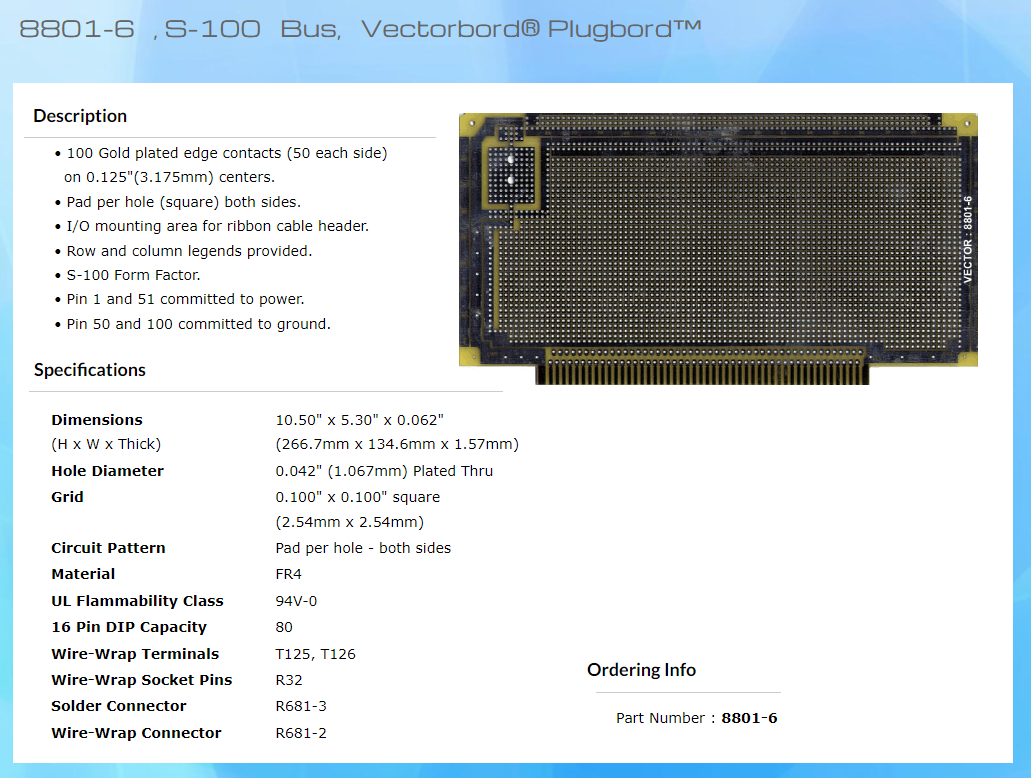 8801-6 , S-100 Bus, Vectorbord® Plugbord™
Description
• 100 Gold plated edge contacts (50 each side)
on 0.125"(3.175mm) centers.
• Pad per hole (square) both sides.
• I/O mounting area for ribbon cable header.
• Row and column legends provided.
• S-100 Form Factor.
• Pin 1 and 51 committed to power.
• Pin 50 and 100 committed to ground.
VECTOR : 8801-6
Specifications
Dimensions 10.50" x 5.30" x 0.062"
(H x W x Thick) (266.7mm x 134.6mm x 1.57mm)
Hole Diameter 0.042" (1.067mm) Plated Thru
Grid 0.100" x 0.100" square
(2.54mm x 2.54mm)
Circuit Pattern Pad per hole - both sides
Material FR4
UL Flammability Class 94V-0
16 Pin DIP Capacity 80
Wire-Wrap Terminals T125, T126
Wire-Wrap Socket Pins R32
Solder Connector R681-3
Wire-Wrap Connector R681-2
Ordering Info
Part Number : 8801-6